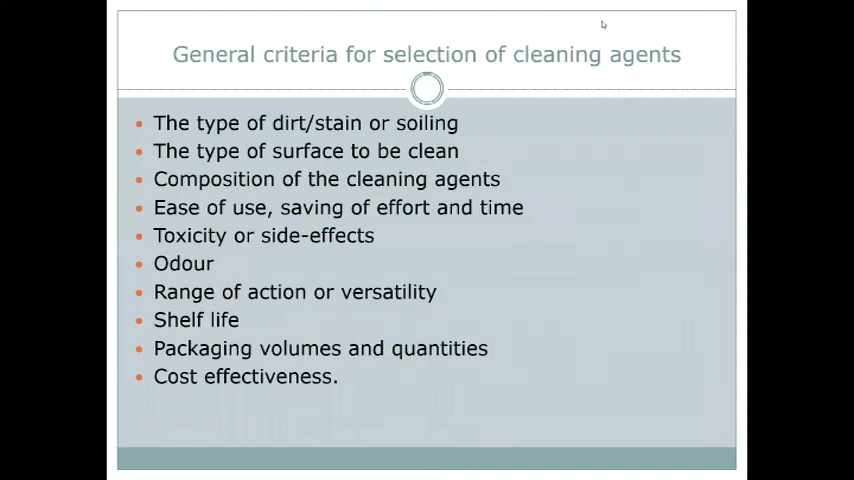 General criteria for selection of cleaning agents
The type of dirt/stain or soiling
The type of surface to be clean
Composition of the cleaning agents
Ease of use, saving of effort and time
Toxicity or side-effects
Odour
Range of action or versatility
Shelf life
Packaging volumes and quantities
Cost effectiveness.